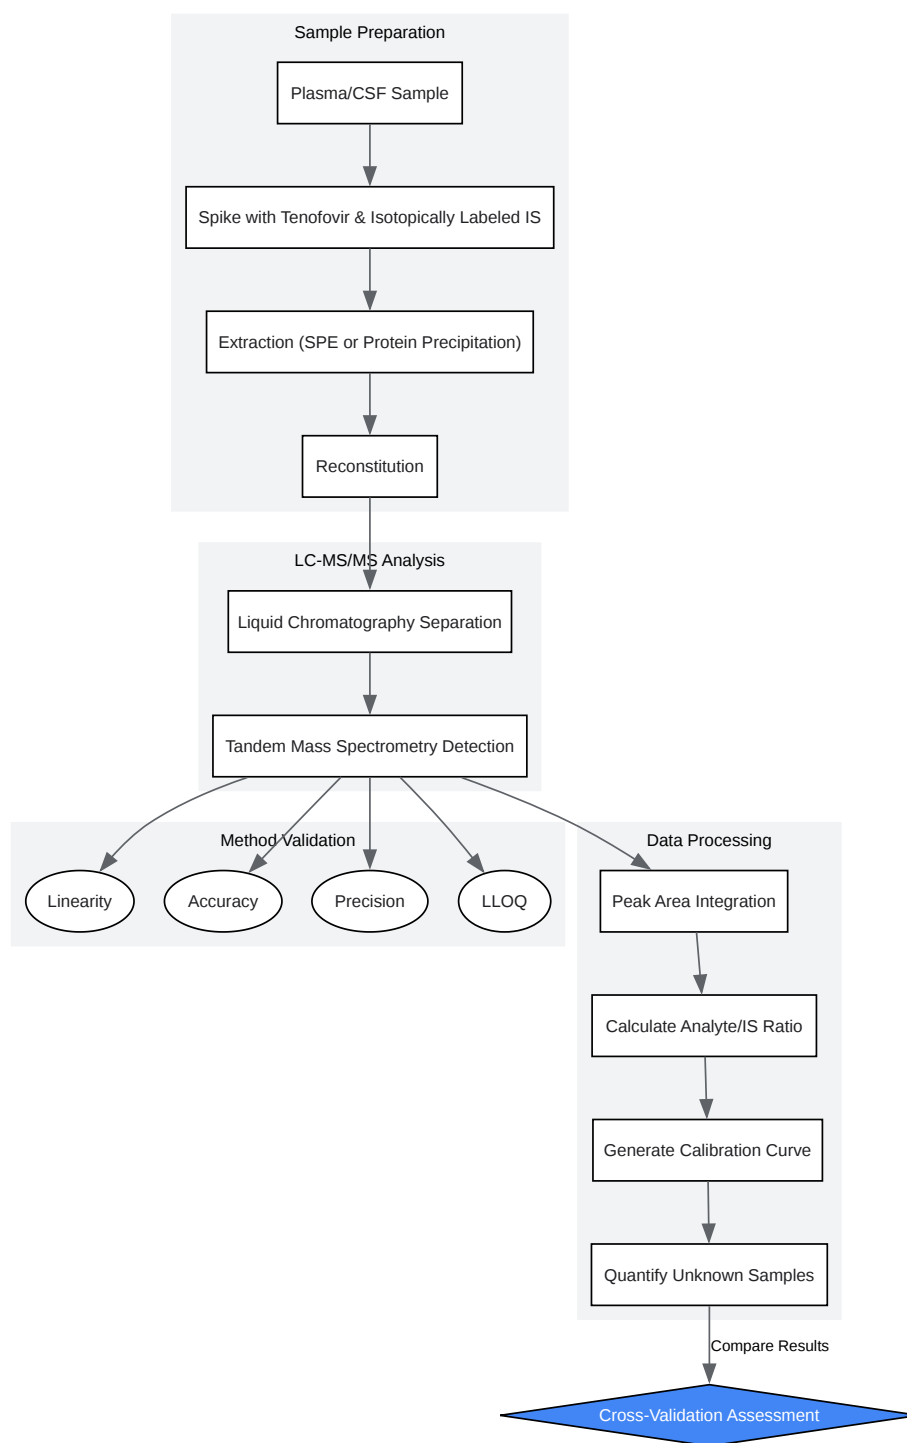 Sample Preparation
Plasma/CSF Sample
Spike with Tenofovir & Isotopically Labeled IS
Extraction (SPE or Protein Precipitation)
Reconstitution
LC-MS/MS Analysis
Liquid Chromatography Separation
Tandem Mass Spectrometry Detection
Method Validation
Linearity
Accuracy
Precision
LLOQ
Data Processing
Peak Area Integration
Calculate Analyte/IS Ratio
Generate Calibration Curve
Quantify Unknown Samples
Compare Results
Cross-Validation Assessment